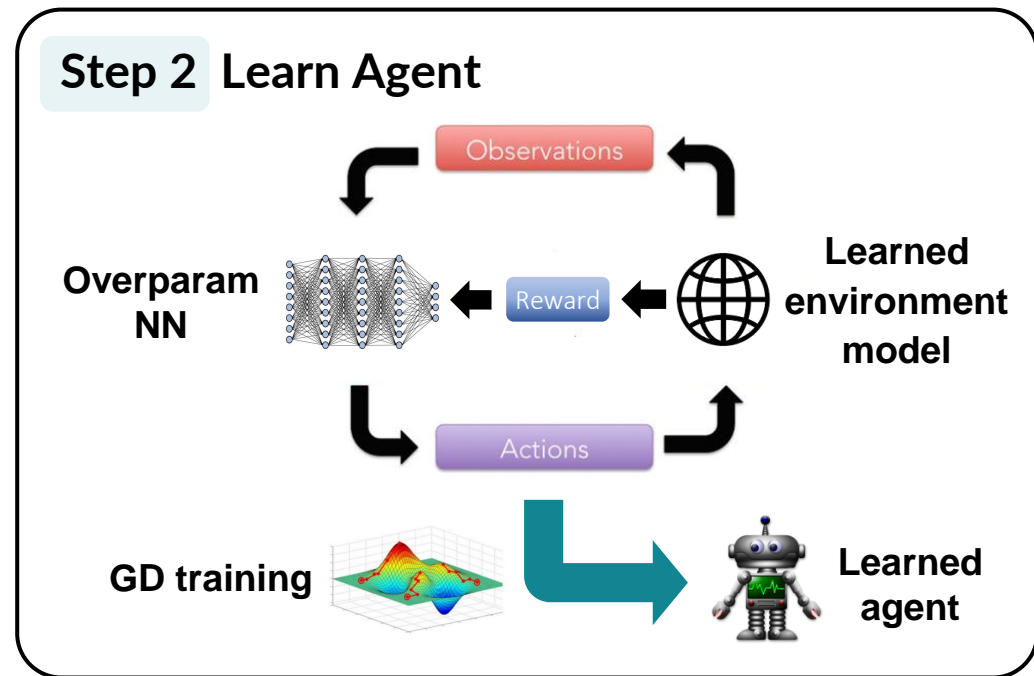 Step 2 Learn Agent
Observations
Overparam
NN
Reward
Learned
environment
model
Actions
GD training
Learned
agent